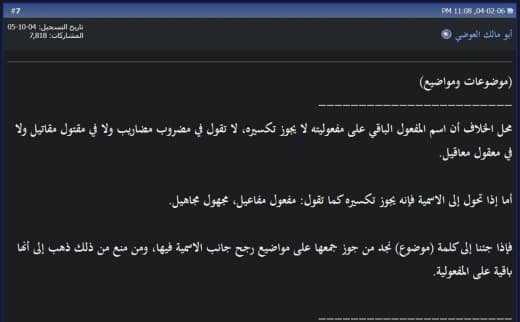 #7
04-02-06, 11:08 PM
أبو مالك العوضي
تاريخ التسجيل: 04-10-05
المشاركات: 7,818
(موضوعات ومواضيع)
________________________
محل الخلاف أن اسم المفعول الباقي على مفعوليته لا يجوز تكسيره، لا تقول في مضروب مضاريب ولا في مقتول مقاتيل ولا
في معقول معاقيل.
أما إذا تحول إلى الاسمية فإنه يجوز تكسيره كما تقول: مفعول مفاعيل، مجهول مجاهيل.
فإذا جئنا إلى كلمة (موضوع) نجد من جوز جمعها على مواضيع رجح جانب الاسمية فيها، ومن منع من ذلك ذهب إلى أنها
باقية على المفعولية.
________________________